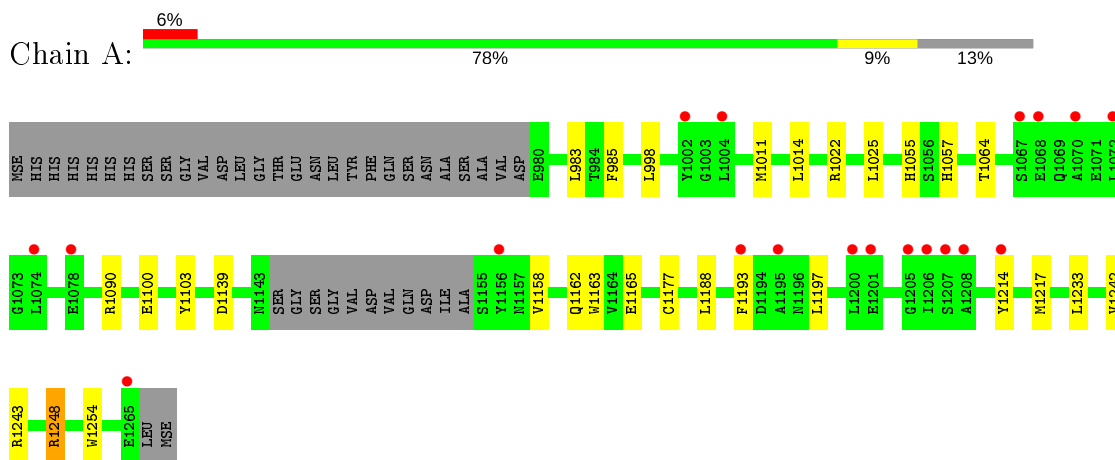 6%
Chain A:
78% 9% 13%
MSE HIS HIS HIS HIS HIS HIS SER SER GLY VAL ASP LEU GLY THR GLU ASN LEU TYR PHE GLN SER ASN ALA SER ALA VAL ASP E980 L983 T984 F985 L998 Y1002 G1003 L1004 M1011 L1014 R1022 L1025 H1055 S1056 H1057 T1064 S1067 E1068 Q1069 A1070 E1071 L1072
G1073 L1074 E1078 R1090 E1100 Y1103 D1139 N1143 SER GLY SER GLY VAL ASP VAL GLN ASP ILE ALA S1155 Y1156 N1157 V1158 Q1162 W1163 V1164 E1165 C1177 L1188 F1193 D1194 A1195 N1196 L1197 L1200 E1201 G1205 I1206 S1207 A1208 Y1214 M1217 L1233 V1242
R1243 R1248 W1254 E1265 LEU MSE